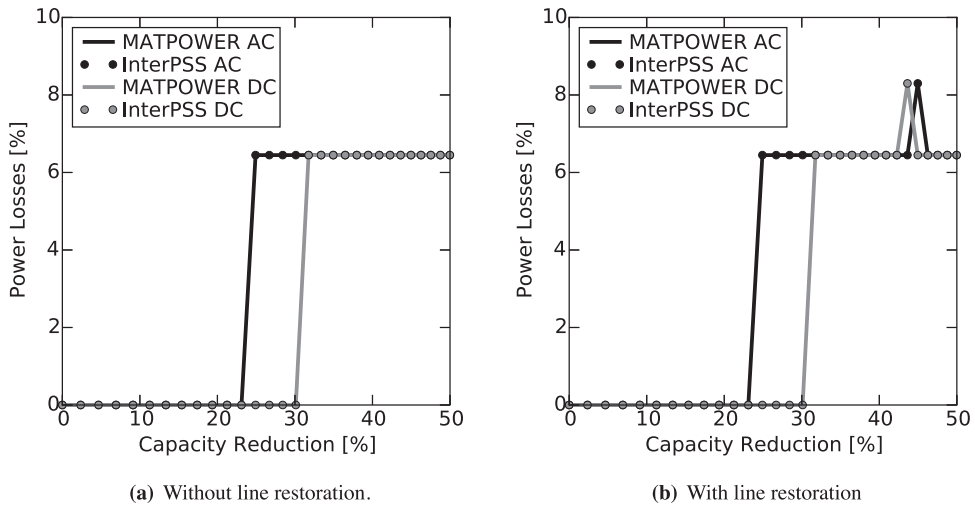 10
8
6
4
2
0
Power Losses [%]
MATPOWER AC
InterPSS AC
MATPOWER DC
InterPSS DC
0 10 20 30 40 50
Capacity Reduction [%]
(a) Without line restoration.
10
8
6
4
2
0
Power Losses [%]
MATPOWER AC
InterPSS AC
MATPOWER DC
InterPSS DC
0 10 20 30 40 50
Capacity Reduction [%]
(b) With line restoration